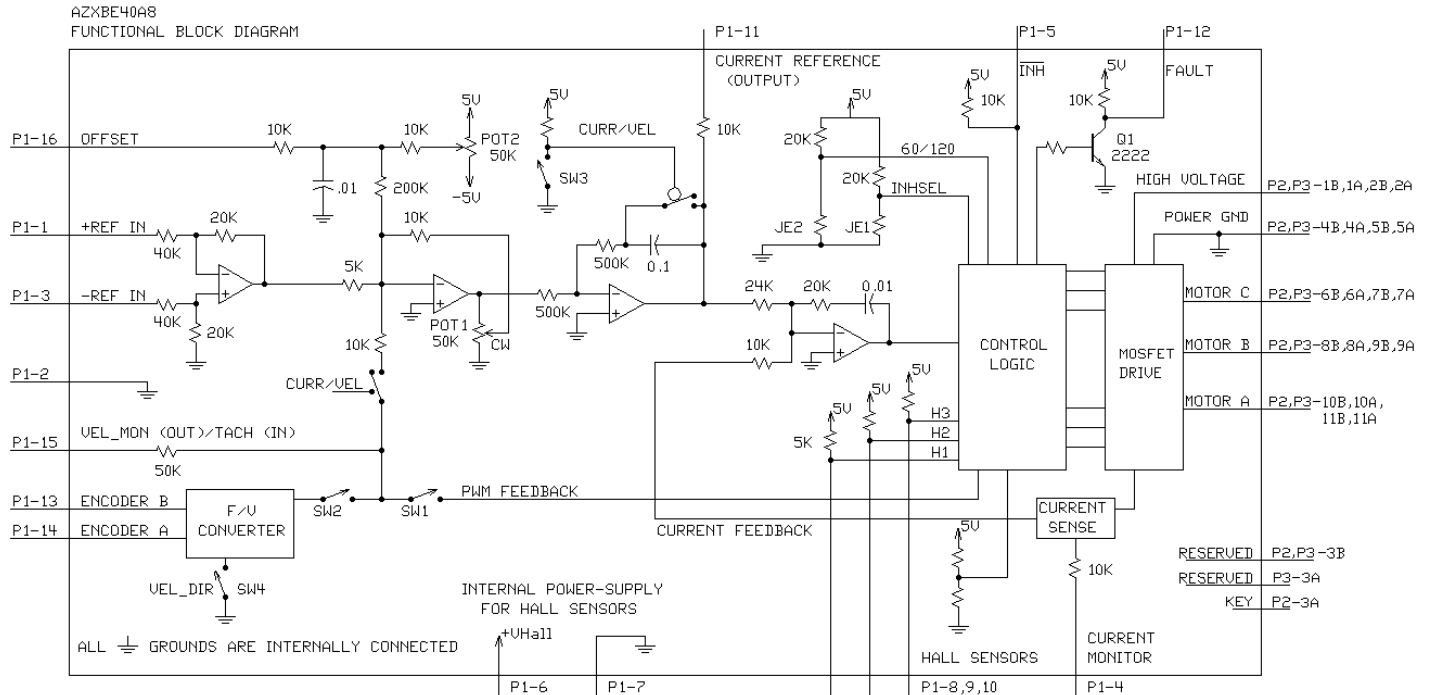 AZXBE40A8
FUNCTIONAL BLOCK DIAGRAM
P1-11
P1-5
P1-12
CURRENT REFERENCE
(OUTPUT)
INH
FAULT
5V
10K
5V
10K
Q1
2222
P1-16
OFFSET
10K
10K
5V
POT2
50K
-5V
.01
200K
5V
CURR/VEL
SW3
10K
5V
20K
60/120
20K
INHSEL
JE2
JE1
HIGH VOLTAGE
P2,P3-1B,1A,2B,2A
POWER GND
P2,P3-4B,4A,5B,5A
P1-1
+REF IN
40K
20K
10K
500K
0.1
P1-3
-REF IN
40K
20K
5K
POT1
50K
CW
500K
24K
20K
0.01
10K
CONTROL
LOGIC
MOSFET
DRIVE
MOTOR C
P2,P3-6B,6A,7B,7A
MOTOR B
P2,P3-8B,8A,9B,9A
MOTOR A
P2,P3-10B,10A,
11B,11A
P1-2
10K
CURR/VEL
5V
5V
5V
5K
H3
H2
H1
P1-15
VEL_MON (OUT)/TACH (IN)
50K
P1-13
ENCODER B
P1-14
ENCODER A
F/V
CONVERTER
SW2
SW1
PWM FEEDBACK
CURRENT FEEDBACK
CURRENT
SENSE
5V
10K
VEL_DIR
SW4
INTERNAL POWER-SUPPLY
FOR HALL SENSORS
+VHall
RESERVED
P2,P3-3B
RESERVED
P3-3A
KEY
P2-3A
ALL GROUNDS ARE INTERNALLY CONNECTED
HALL SENSORS
CURRENT
MONITOR
P1-6
P1-7
P1-8,9,10
P1-4